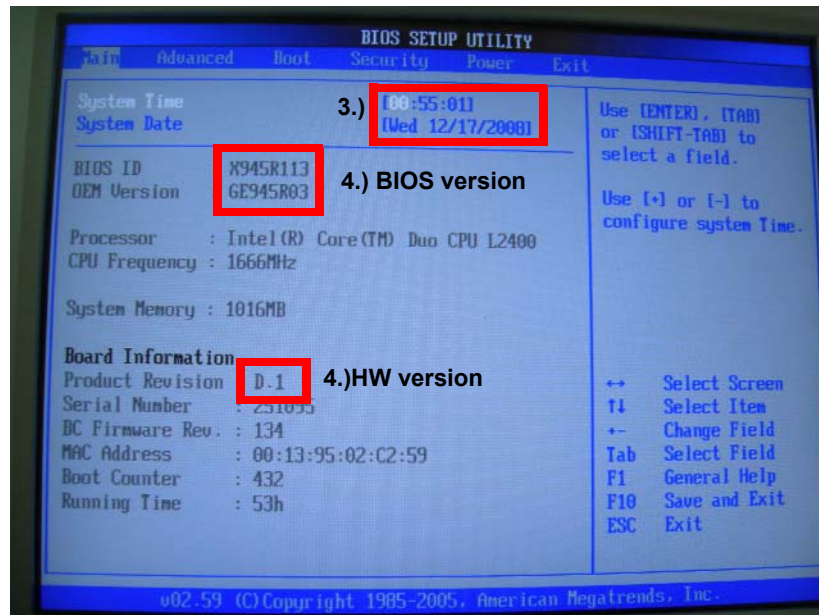 BIOS SETUP UTILITY
Main Advanced Boot Security Power Exit
System Time [00:55:01]
System Date [Wed 12/17/2008]
3.)
BIOS ID X945R113
OEM Version GE945R03
4.) BIOS version
Processor : Intel(R) Core(TM) Duo CPU L2400
CPU Frequency : 1666MHz
System Memory : 1016MB
Board Information
Product Revision D.1
4.)HW version
Serial Number : 251095
BC Firmware Rev. : 134
MAC Address : 00:13:95:02:C2:59
Boot Counter : 432
Running Time : 53h
Use [ENTER], [TAB]
or [SHIFT-TAB] to
select a field.
Use [+] or [-] to
configure system Time.
↔ Select Screen
↑↓ Select Item
+- Change Field
Tab Select Field
F1 General Help
F10 Save and Exit
ESC Exit
v02.59 (C)Copyright 1985-2005, American Megatrends, Inc.